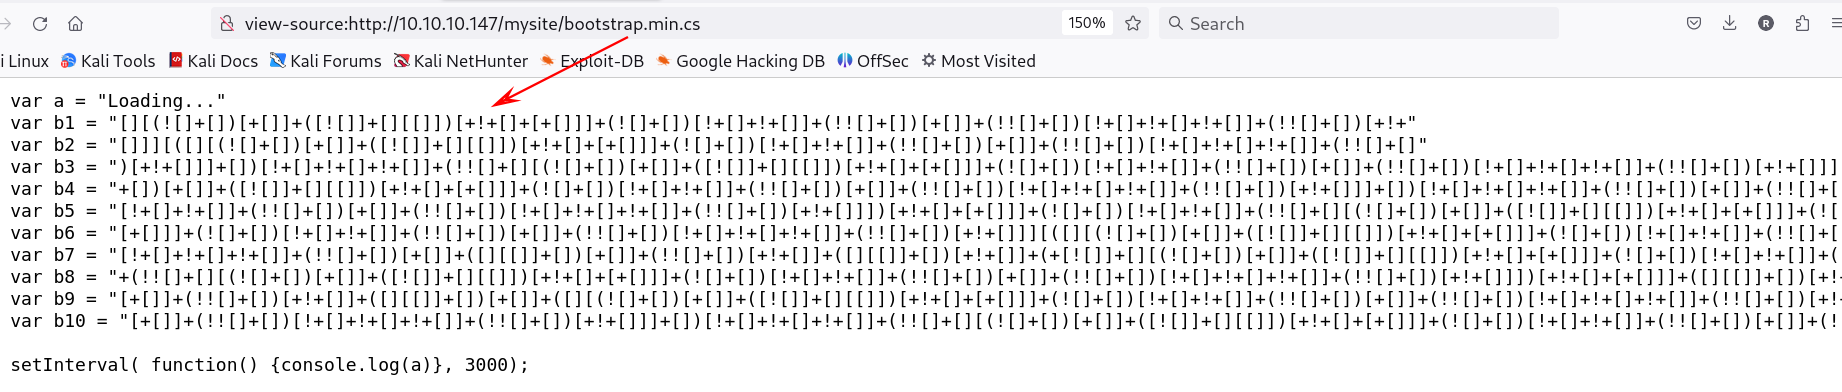 view-source:http://10.10.10.147/mysite/bootstrap.min.cs 150% Search
i Linux Kali Tools Kali Docs Kali Forums Kali NetHunter Exploit-DB Google Hacking DB OffSec Most Visited
var a = "Loading..."
var b1 = "[][(![]+[])[+[]]+([![]]+[][[]])[+!+[]+[+[]]]+(![]+[])[!+[]+!+[]]+(!![]+[])[+[]]+(!![]+[])[!+[]+!+[]+!+[]]+(!![]+[])[+!+"
var b2 = "[]]][([][(![]+[])[+[]]+([![]]+[][[]])[+!+[]+[+[]]]+(![]+[])[!+[]+!+[]]+(!![]+[])[+[]]+(!![]+[])[!+[]+!+[]+!+[]]+(!![]+[]"
var b3 = ")[+!+[]]]+[])[!+[]+!+[]+!+[]]+(!![]+[][(![]+[])[+[]]+([![]]+[][[]])[+!+[]+[+[]]]+(![]+[])[!+[]+!+[]]+(!![]+[])[+[]]+(!![]+[])[!+[]+!+[]+!+[]]+(!![]+[])[+!+[]]]
var b4 = "+[])[+[]]+([![]]+[][[]])[+!+[]+[+[]]]+(![]+[])[!+[]+!+[]]+(!![]+[])[+[]]+(!![]+[])[!+[]+!+[]+!+[]]+(!![]+[])[+!+[]]]+[])[!+[]+!+[]+!+[]]+(!![]+[])[+[]]+(!![]+[
var b5 = "[!+[]+!+[]]+(!![]+[])[+[]]+(!![]+[])[!+[]+!+[]+!+[]]+(!![]+[])[+!+[]]])[+!+[]+[+[]]]+(![]+[])[!+[]+!+[]]+(!![]+[][(![]+[])[+[]]+([![]]+[][[]])[+!+[]+[+[]]]+(![
var b6 = "[+[]]]+(![]+[])[!+[]+!+[]]+(!![]+[])[+[]]+(!![]+[])[!+[]+!+[]+!+[]]+(!![]+[])[+!+[]]][([][(![]+[])[+[]]+([![]]+[][[]])[+!+[]+[+[]]]+(![]+[])[!+[]+!+[]]+(!![]+[
var b7 = "[!+[]+!+[]+!+[]]+(!![]+[])[+[]]+([][[]]+[])[+[]]+(!![]+[])[+!+[]]+([][[]]+[])[+!+[]]+(+[![]]+[][(![]+[])[+[]]+([![]]+[][[]])[+!+[]+[+[]]]+(![]+[])[!+[]+!+[]]+(
var b8 = "+(!![]+[][(![]+[])[+[]]+([![]]+[][[]])[+!+[]+[+[]]]+(![]+[])[!+[]+!+[]]+(!![]+[])[+[]]+(!![]+[])[!+[]+!+[]+!+[]]+(!![]+[])[+!+[]]])[+!+[]+[+[]]]+([][[]]+[])[+!
var b9 = "[+[]]+(!![]+[])[+!+[]]+([][[]]+[])[+[]]+([][(![]+[])[+[]]+([![]]+[][[]])[+!+[]+[+[]]]+(![]+[])[!+[]+!+[]]+(!![]+[])[+[]]+(!![]+[])[!+[]+!+[]+!+[]]+(!![]+[])[+!
var b10 = "[+[]]+(!![]+[])[!+[]+!+[]+!+[]]+(!![]+[])[+!+[]]]+[])[!+[]+!+[]+!+[]]+(!![]+[][(![]+[])[+[]]+([![]]+[][[]])[+!+[]+[+[]]]+(![]+[])[!+[]+!+[]]+(!![]+[])[+[]]+(!
setInterval( function() {console.log(a)}, 3000);